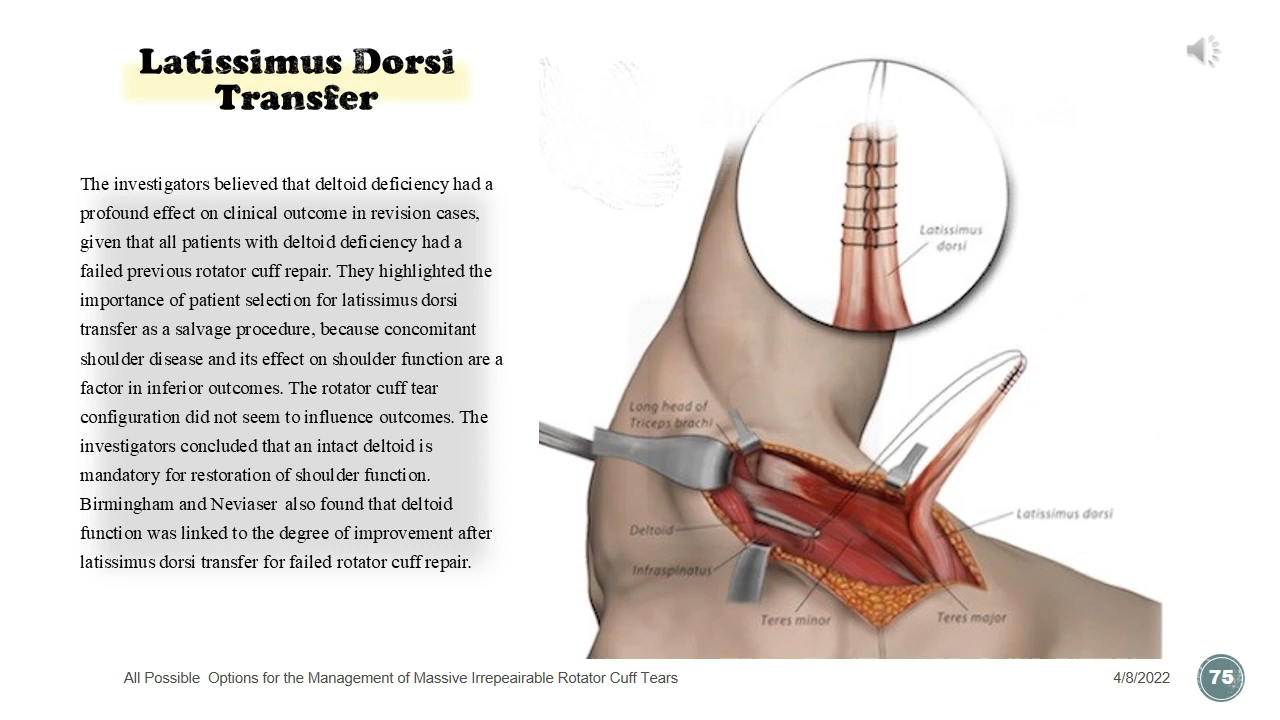 Latissimus Dorsi
Transfer
The investigators believed that deltoid deficiency had a
profound effect on clinical outcome in revision cases,
given that all patients with deltoid deficiency had a
failed previous rotator cuff repair. They highlighted the
importance of patient selection for latissimus dorsi
transfer as a salvage procedure, because concomitant
shoulder disease and its effect on shoulder function are a
factor in inferior outcomes. The rotator cuff tear
configuration did not seem to influence outcomes. The
investigators concluded that an intact deltoid is
mandatory for restoration of shoulder function.
Birmingham and Neviaser also found that deltoid
function was linked to the degree of improvement after
latissimus dorsi transfer for failed rotator cuff repair.
Latissimus
dorsi
Long head of
Triceps brachi
Latissimus dorsi
Deltoid
Infraspinatus
Teres minor
Teres major
All Possible Options for the Management of Massive Irrepeairable Rotator Cuff Tears
4/8/2022
75